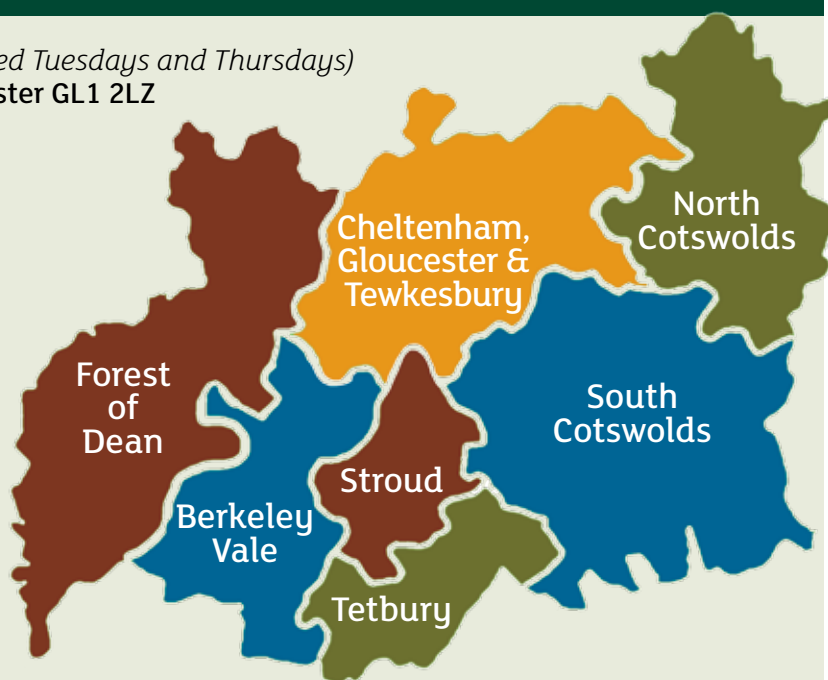 ed Tuesdays and Thursdays)
ster GL1 2LZ
North
Cotswolds
Cheltenham,
Gloucester &
Tewkesbury
Forest
of
Dean
South
Cotswolds
Stroud
Berkeley
Vale
Tetbury